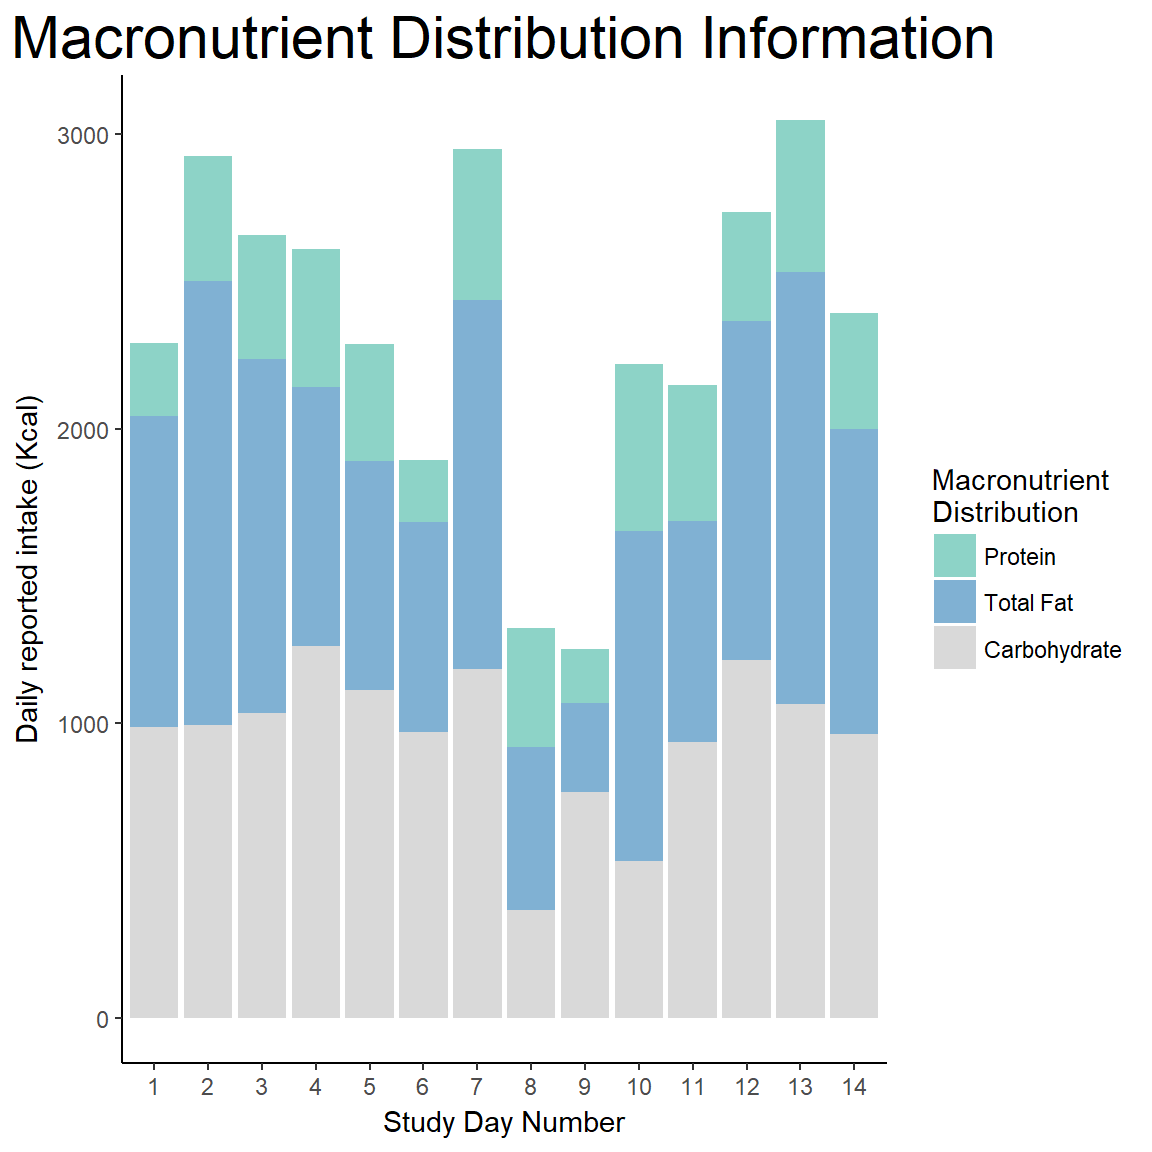 Macronutrient Distribution Information
3000
2000
1000
0
Daily reported intake (Kcal)
1 2 3 4 5 6 7 8 9 10 11 12 13 14
Study Day Number
Macronutrient
Distribution
Protein
Total Fat
Carbohydrate